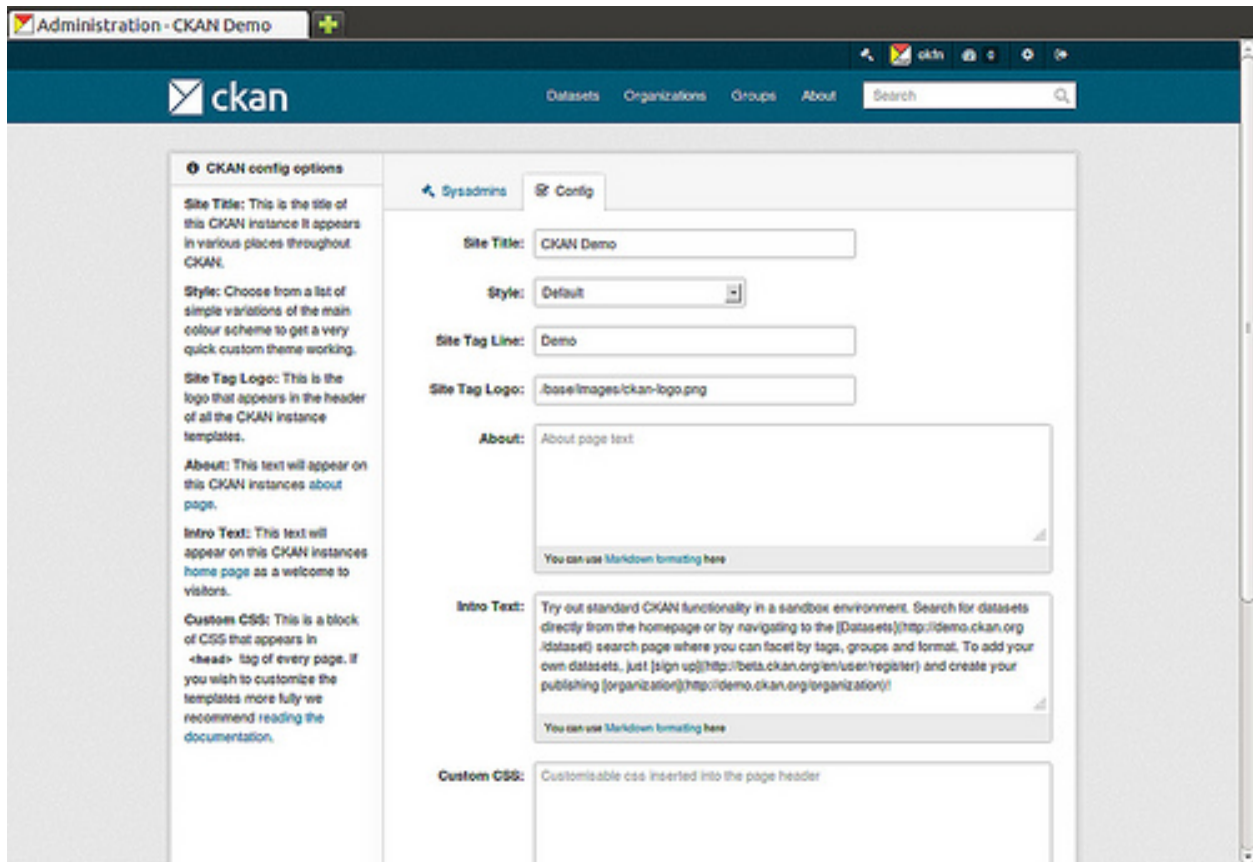 Administration - CKAN Demo
okfn 0
ckan
Datasets Organizations Groups About Search
CKAN config options
Site Title: This is the title of
this CKAN instance It appears
in various places throughout
CKAN.
Style: Choose from a list of
simple variations of the main
colour scheme to get a very
quick custom theme working.
Site Tag Logo: This is the
logo that appears in the header
of all the CKAN instance
templates.
About: This text will appear on
this CKAN instances about
page.
Intro Text: This text will
appear on this CKAN instances
home page as a welcome to
visitors.
Custom CSS: This is a block
of CSS that appears in
<head> tag of every page. If
you wish to customize the
templates more fully we
recommend reading the
documentation.
Sysadmins Config
Site Title: CKAN Demo
Style: Default
Site Tag Line: Demo
Site Tag Logo: /base/images/ckan-logo.png
About: About page text
You can use Markdown formatting here
Intro Text: Try out standard CKAN functionality in a sandbox environment. Search for datasets
directly from the homepage or by navigating to the [Datasets](http://demo.ckan.org
/dataset) search page where you can facet by tags, groups and format. To add your
own datasets, just [sign up](http://beta.ckan.org/en/user/register) and create your
publishing [organization](http://demo.ckan.org/organization)!
You can use Markdown formatting here
Custom CSS: Customisable css inserted into the page header